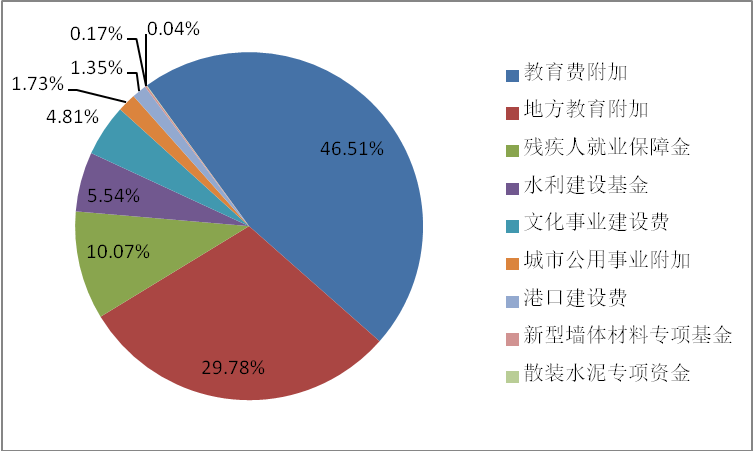 0.17%
0.04%
1.35%
1.73%
4.81%
5.54%
10.07%
29.78%
46.51%
教育费附加
地方教育附加
残疾人就业保障金
水利建设基金
文化事业建设费
城市公用事业附加
港口建设费
新型墙体材料专项基金
散装水泥专项资金